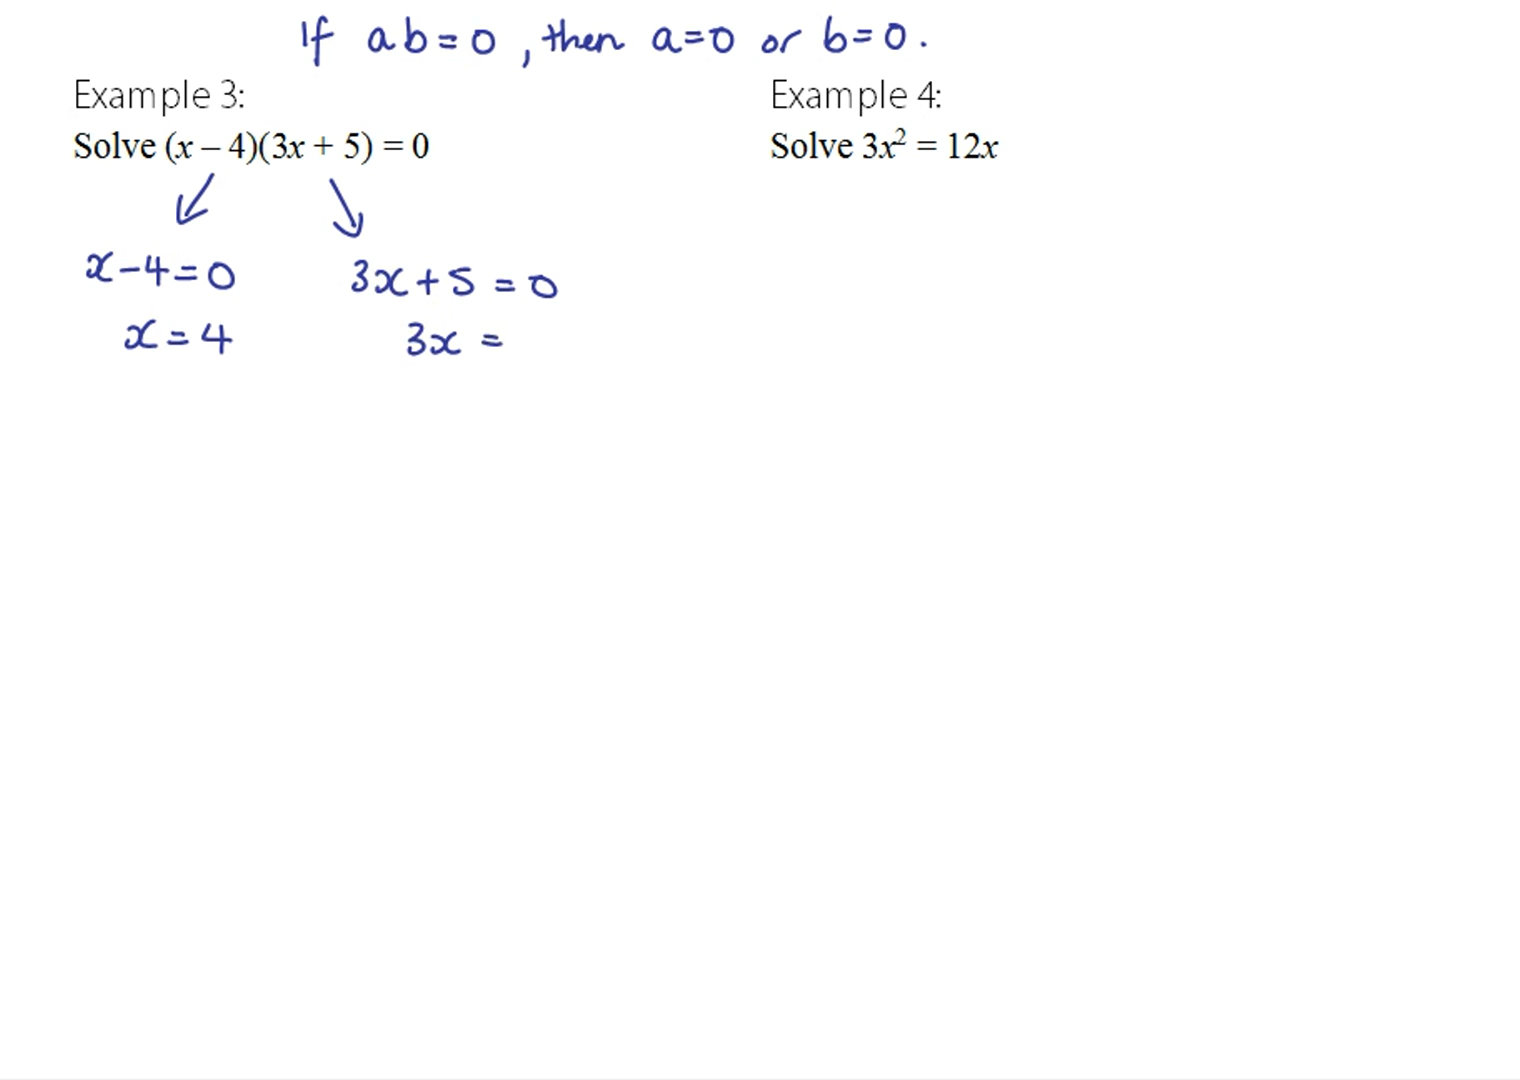 If ab = 0, then a = 0 or b = 0.
Example 3:
Solve (x – 4)(3x + 5) = 0
x – 4 = 0
x = 4
3x + 5 = 0
3x =
Example 4:
Solve 3x² = 12x